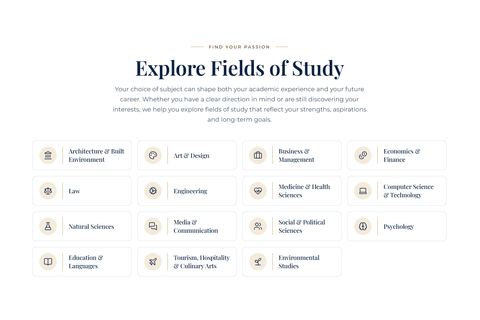 FIND YOUR PASSION
Explore Fields of Study
Your choice of subject can shape both your academic experience and your future
career. Whether you have a clear direction in mind or are still discovering your
interests, we help you explore fields of study that reflect your strengths, aspirations
and long-term goals.
Architecture & Built
Environment
Art & Design
Business &
Management
Economics &
Finance
Law
Engineering
Medicine & Health
Sciences
Computer Science
& Technology
Natural Sciences
Media &
Communication
Social & Political
Sciences
Psychology
Education &
Languages
Tourism, Hospitality
& Culinary Arts
Environmental
Studies